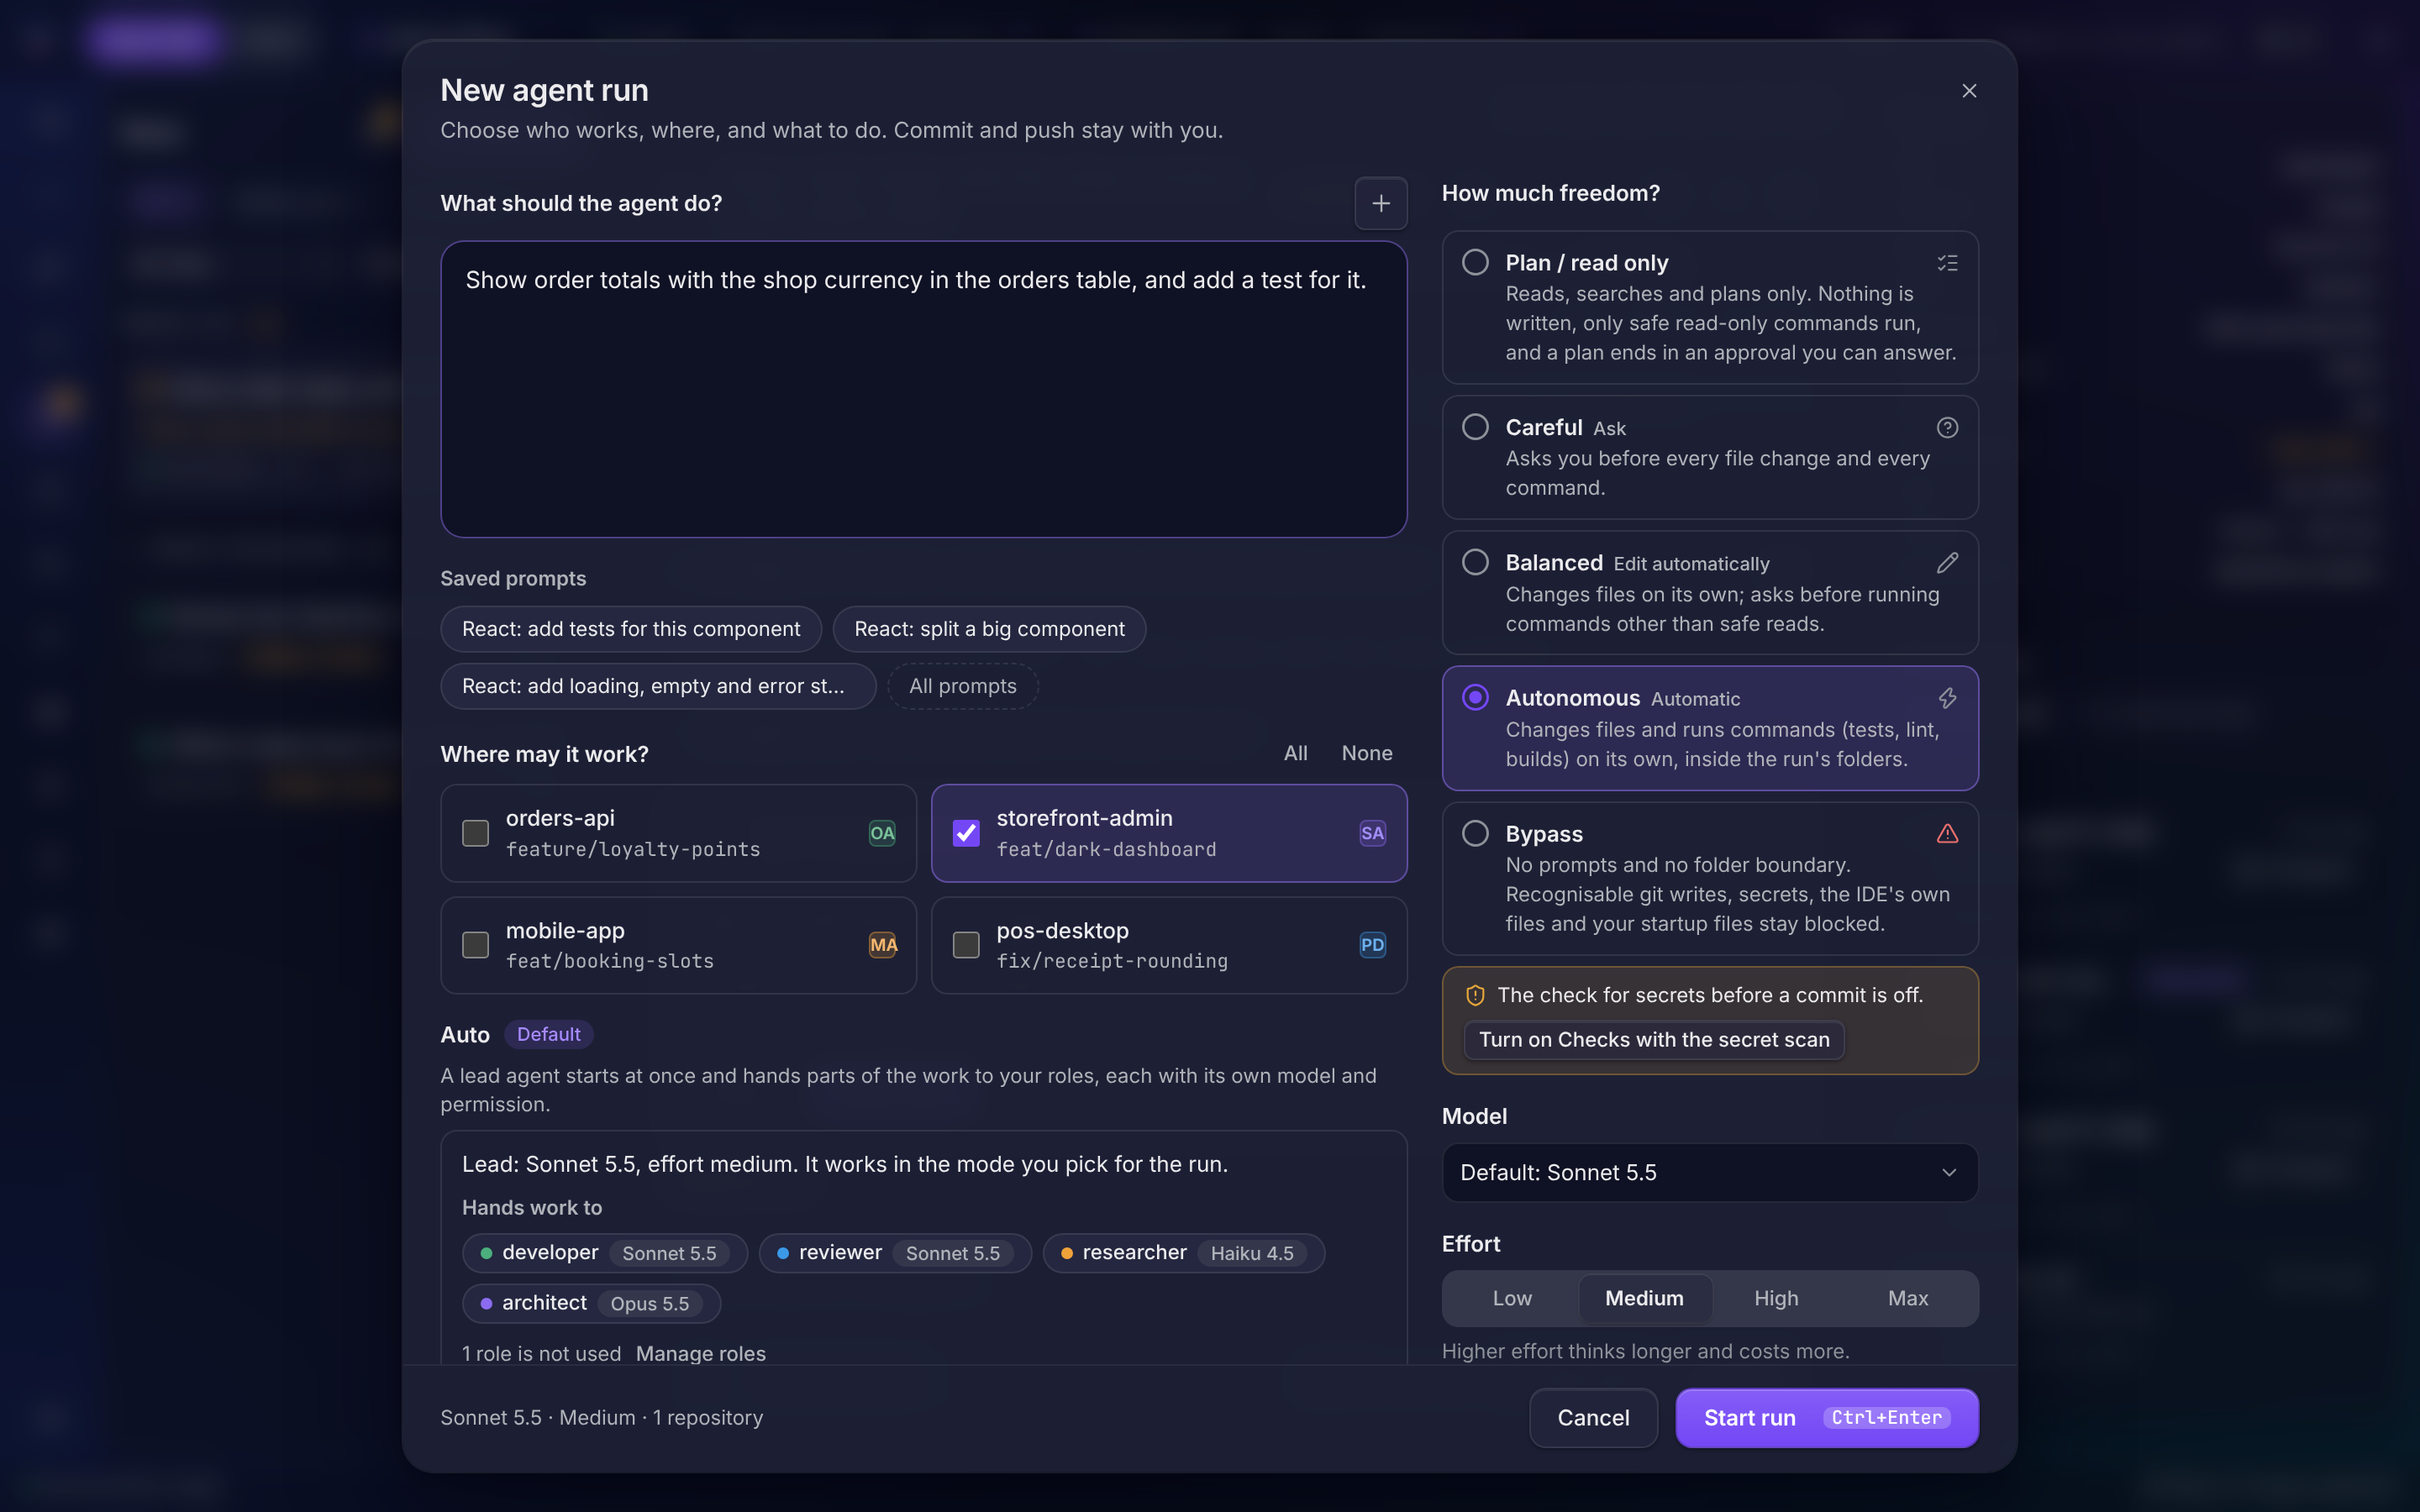 New agent run
Choose who works, where, and what to do. Commit and push stay with you.
What should the agent do?
Show order totals with the shop currency in the orders table, and add a test for it.
Saved prompts
React: add tests for this component
React: split a big component
React: add loading, empty and error st...
All prompts
Where may it work?
All
None
orders-api
feature/loyalty-points
OA
storefront-admin
feat/dark-dashboard
SA
mobile-app
feat/booking-slots
MA
pos-desktop
fix/receipt-rounding
PD
Auto Default
A lead agent starts at once and hands parts of the work to your roles, each with its own model and
permission.
Lead: Sonnet 5.5, effort medium. It works in the mode you pick for the run.
Hands work to
developer Sonnet 5.5
reviewer Sonnet 5.5
researcher Haiku 4.5
architect Opus 5.5
1 role is not used Manage roles
How much freedom?
Plan / read only
Reads, searches and plans only. Nothing is
written, only safe read-only commands run,
and a plan ends in an approval you can answer.
Careful Ask
Asks you before every file change and every
command.
Balanced Edit automatically
Changes files on its own; asks before running
commands other than safe reads.
Autonomous Automatic
Changes files and runs commands (tests, lint,
builds) on its own, inside the run's folders.
Bypass
No prompts and no folder boundary.
Recognisable git writes, secrets, the IDE's own
files and your startup files stay blocked.
The check for secrets before a commit is off.
Turn on Checks with the secret scan
Model
Default: Sonnet 5.5
Effort
Low
Medium
High
Max
Higher effort thinks longer and costs more.
Sonnet 5.5 · Medium · 1 repository
Cancel
Start run Ctrl+Enter